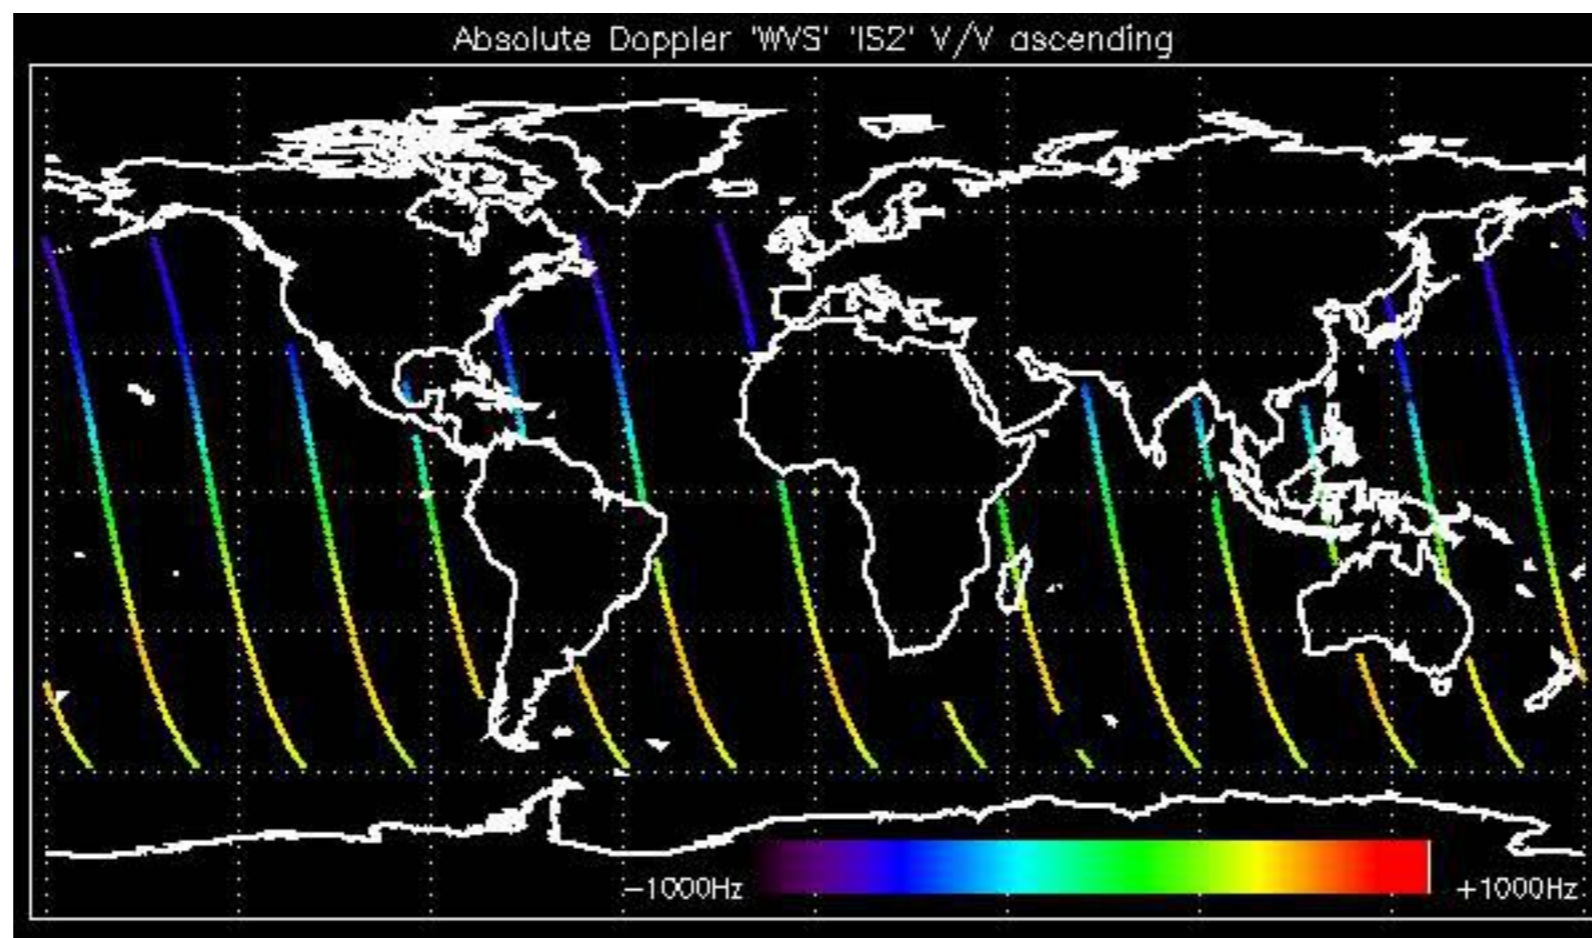 Absolute Doppler 'WVS' 'IS2' V/V ascending
−1000Hz +1000Hz